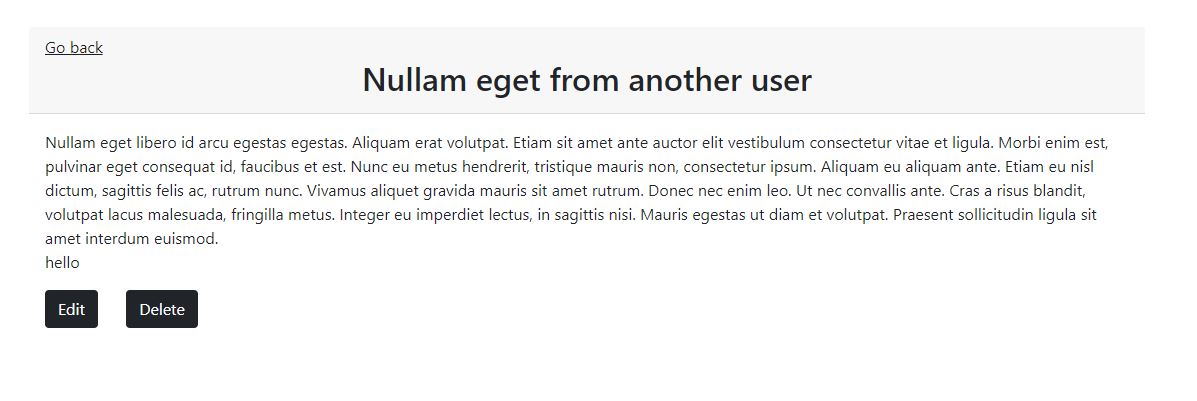 Go back
Nullam eget from another user
Nullam eget libero id arcu egestas egestas. Aliquam erat volutpat. Etiam sit amet ante auctor elit vestibulum consectetur vitae et ligula. Morbi enim est,
pulvinar eget consequat id, faucibus et est. Nunc eu metus hendrerit, tristique mauris non, consectetur ipsum. Aliquam eu aliquam ante. Etiam eu nisl
dictum, sagittis felis ac, rutrum nunc. Vivamus aliquet gravida mauris sit amet rutrum. Donec nec enim leo. Ut nec convallis ante. Cras a risus blandit,
volutpat lacus malesuada, fringilla metus. Integer eu imperdiet lectus, in sagittis nisi. Mauris egestas ut diam et volutpat. Praesent sollicitudin ligula sit
amet interdum euismod.
hello
Edit Delete